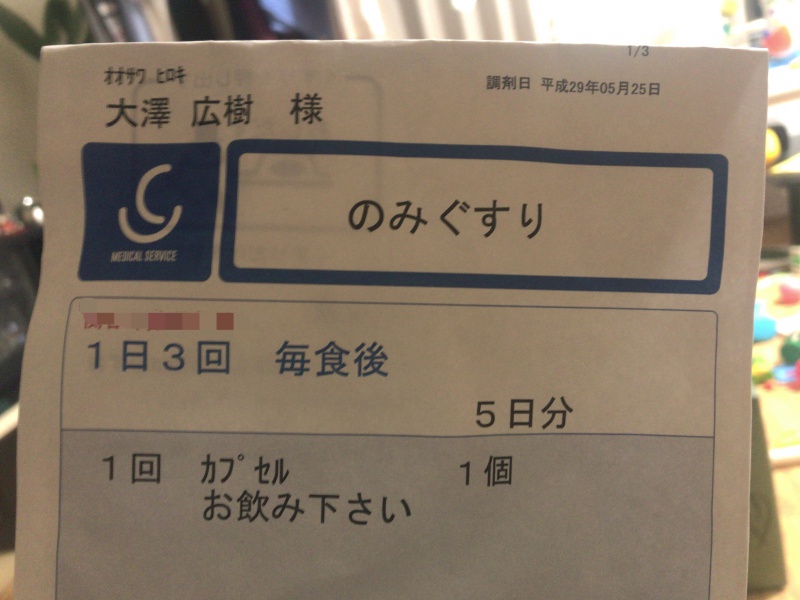 1/3
オオサワ ヒロキ
調剤日 平成29年05月25日
大澤 広樹 様
のみぐすり
MEDICAL SERVICE
1日3回 毎食後
5日分
1回 カプセル 1個
お飲み下さい